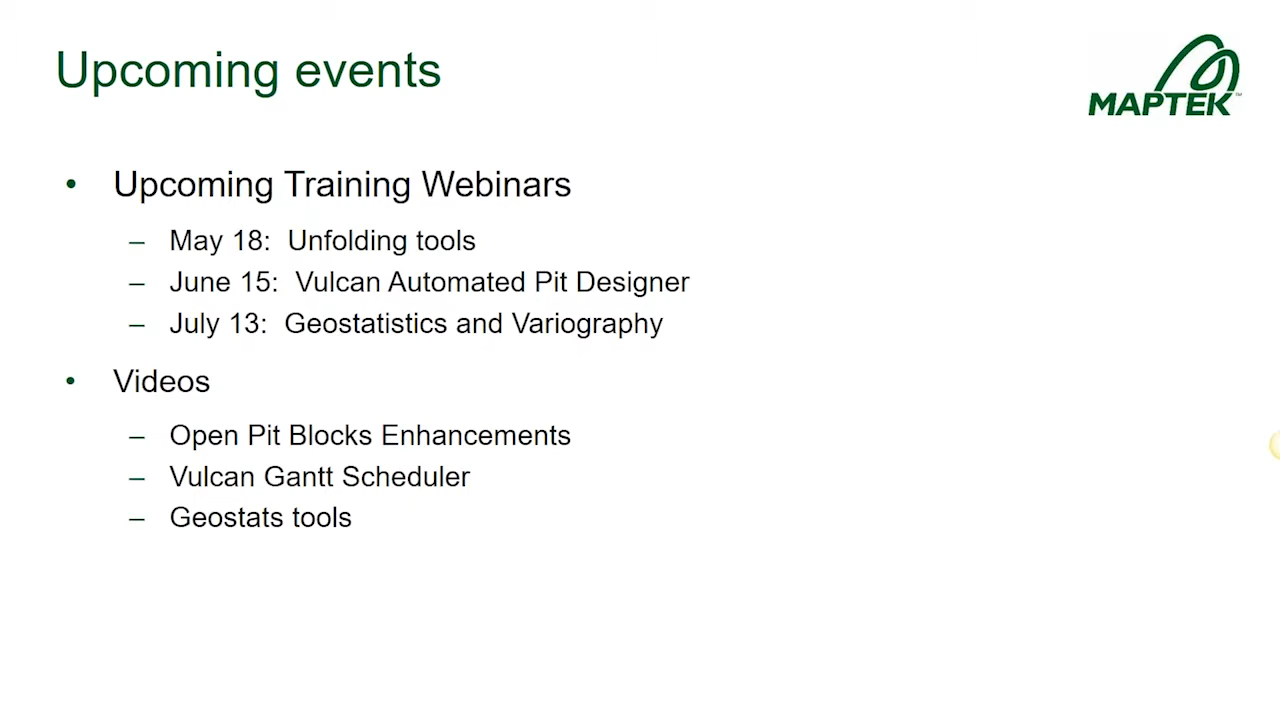 Upcoming events
MAPTEK™
• Upcoming Training Webinars
– May 18: Unfolding tools
– June 15: Vulcan Automated Pit Designer
– July 13: Geostatistics and Variography
• Videos
– Open Pit Blocks Enhancements
– Vulcan Gantt Scheduler
– Geostats tools